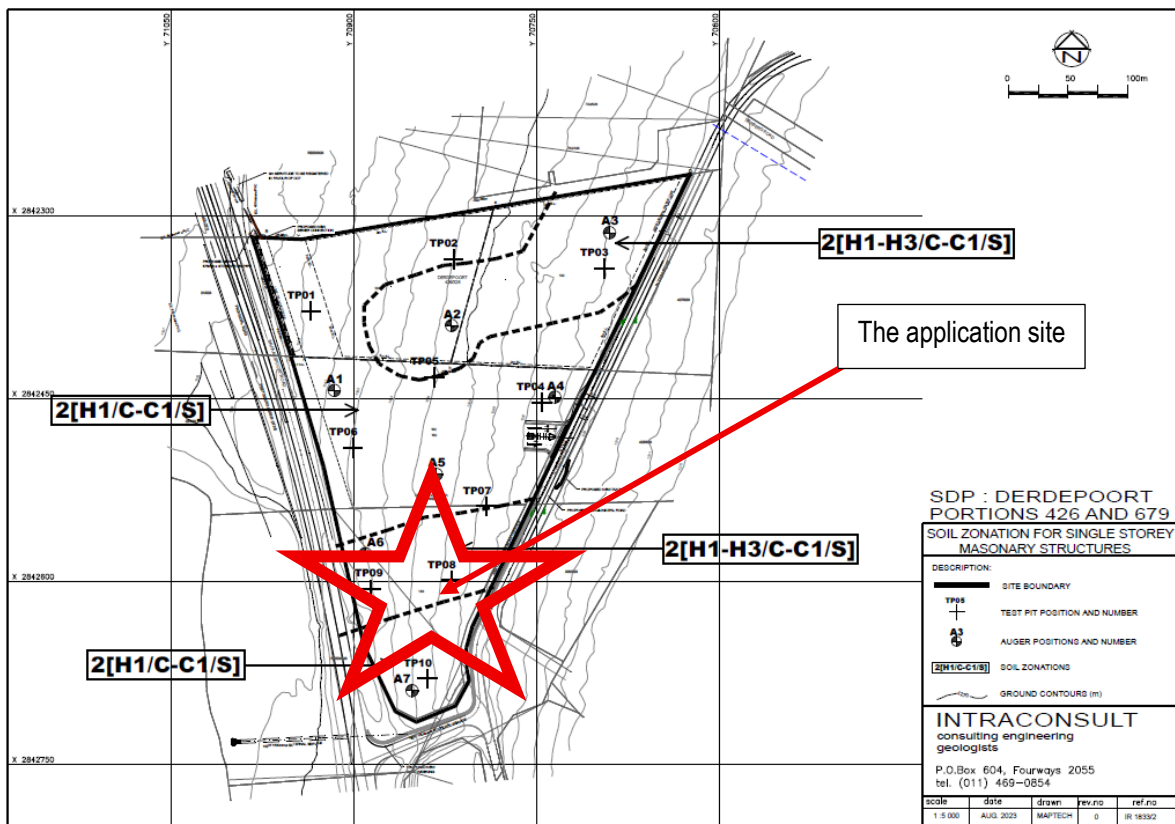 Y 71050
Y 70900
Y 70750
Y 70600
N
0 50 100m
X 2842300
A3
TP02
TP03
2[H1-H3/C-C1/S]
TP01
A2
The application site
TP05
A1
TP04
A4
X 2842450
2[H1/C-C1/S]
TP06
A5
TP07
A6
2[H1-H3/C-C1/S]
TP08
TP09
X 2842600
2[H1/C-C1/S]
TP10
A7
X 2842750
SDP : DERDEPOORT
PORTIONS 426 AND 679
SOIL ZONATION FOR SINGLE STOREY
MASONARY STRUCTURES
DESCRIPTION:
SITE BOUNDARY
TP05
TEST PIT POSITION AND NUMBER
A3
AUGER POSITIONS AND NUMBER
2[H1/C-C1/S]
SOIL ZONATIONS
GROUND CONTOURS (m)
INTRACONSULT
consulting engineering
geologists
P.O.Box 604, Fourways 2055
tel. (011) 469-0854
scale date drawn rev.no ref.no
1:5 000 AUG. 2023 MAPTECH 0 IR 1833/2